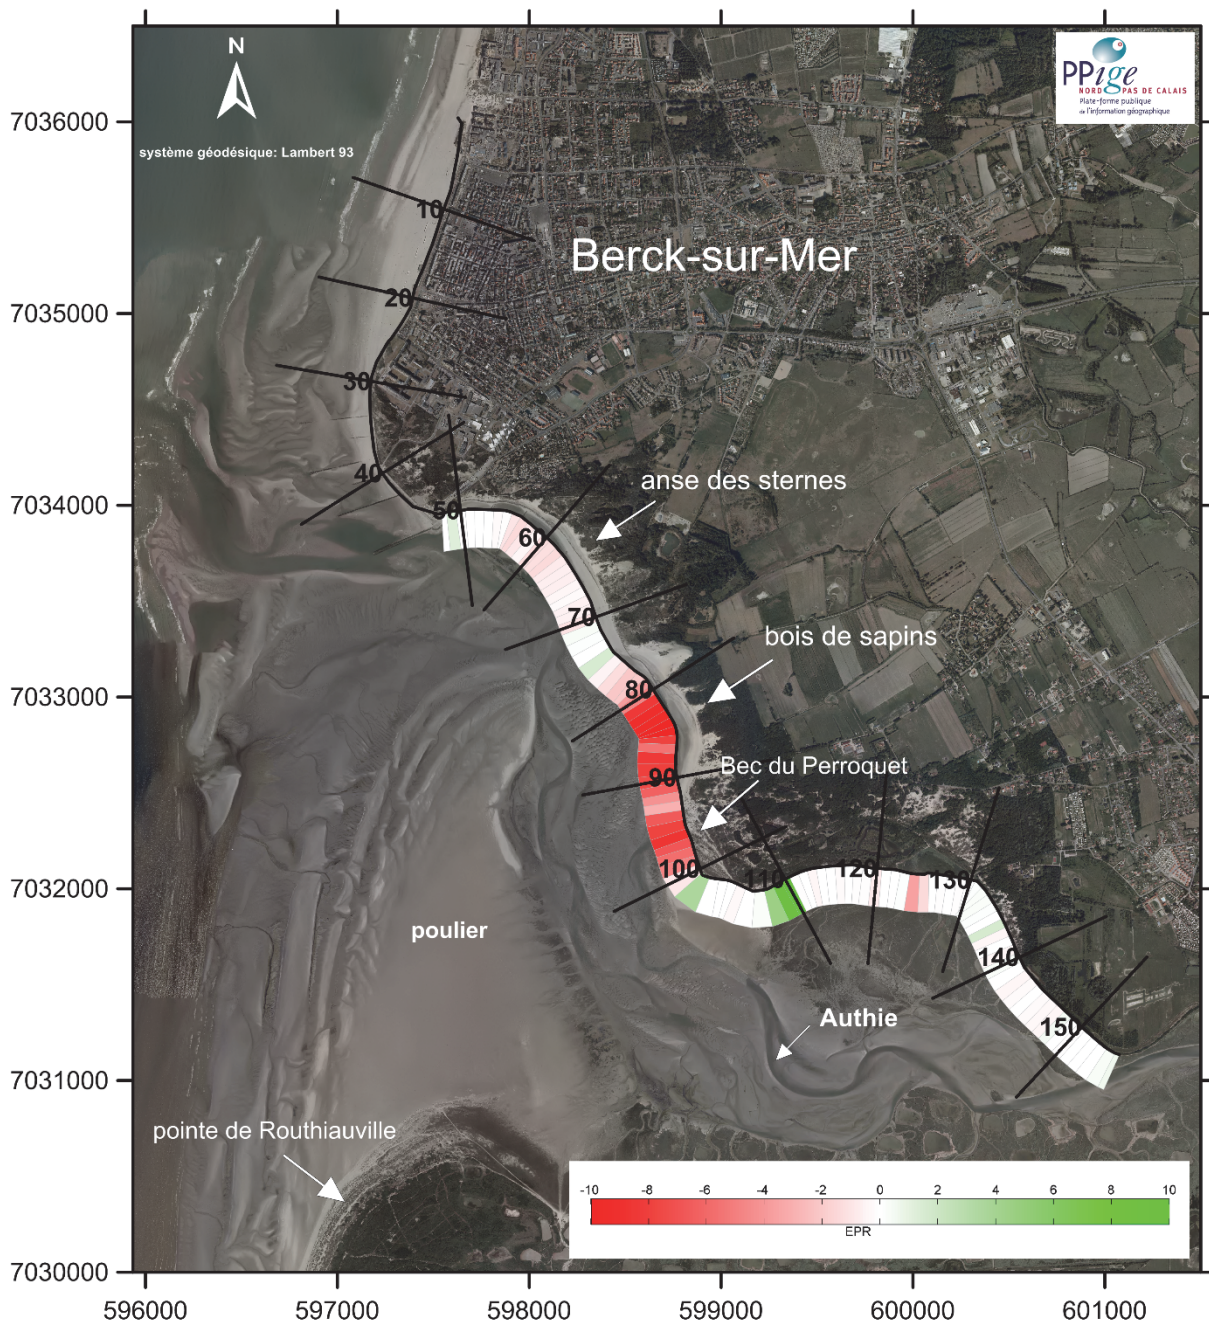 N
système géodésique: Lambert 93
PPige
NORD PAS DE CALAIS
Plate-forme publique
de l'information géographique
7036000
7035000
7034000
7033000
7032000
7031000
7030000
10
Berck-sur-Mer
20
30
40
anse des sternes
50
60
70
bois de sapins
80
Bec du Perroquet
90
100
110
120
130
poulier
140
Authie
150
pointe de Routhiauville
-10 -8 -6 -4 -2 0 2 4 6 8 10
EPR
596000 597000 598000 599000 600000 601000